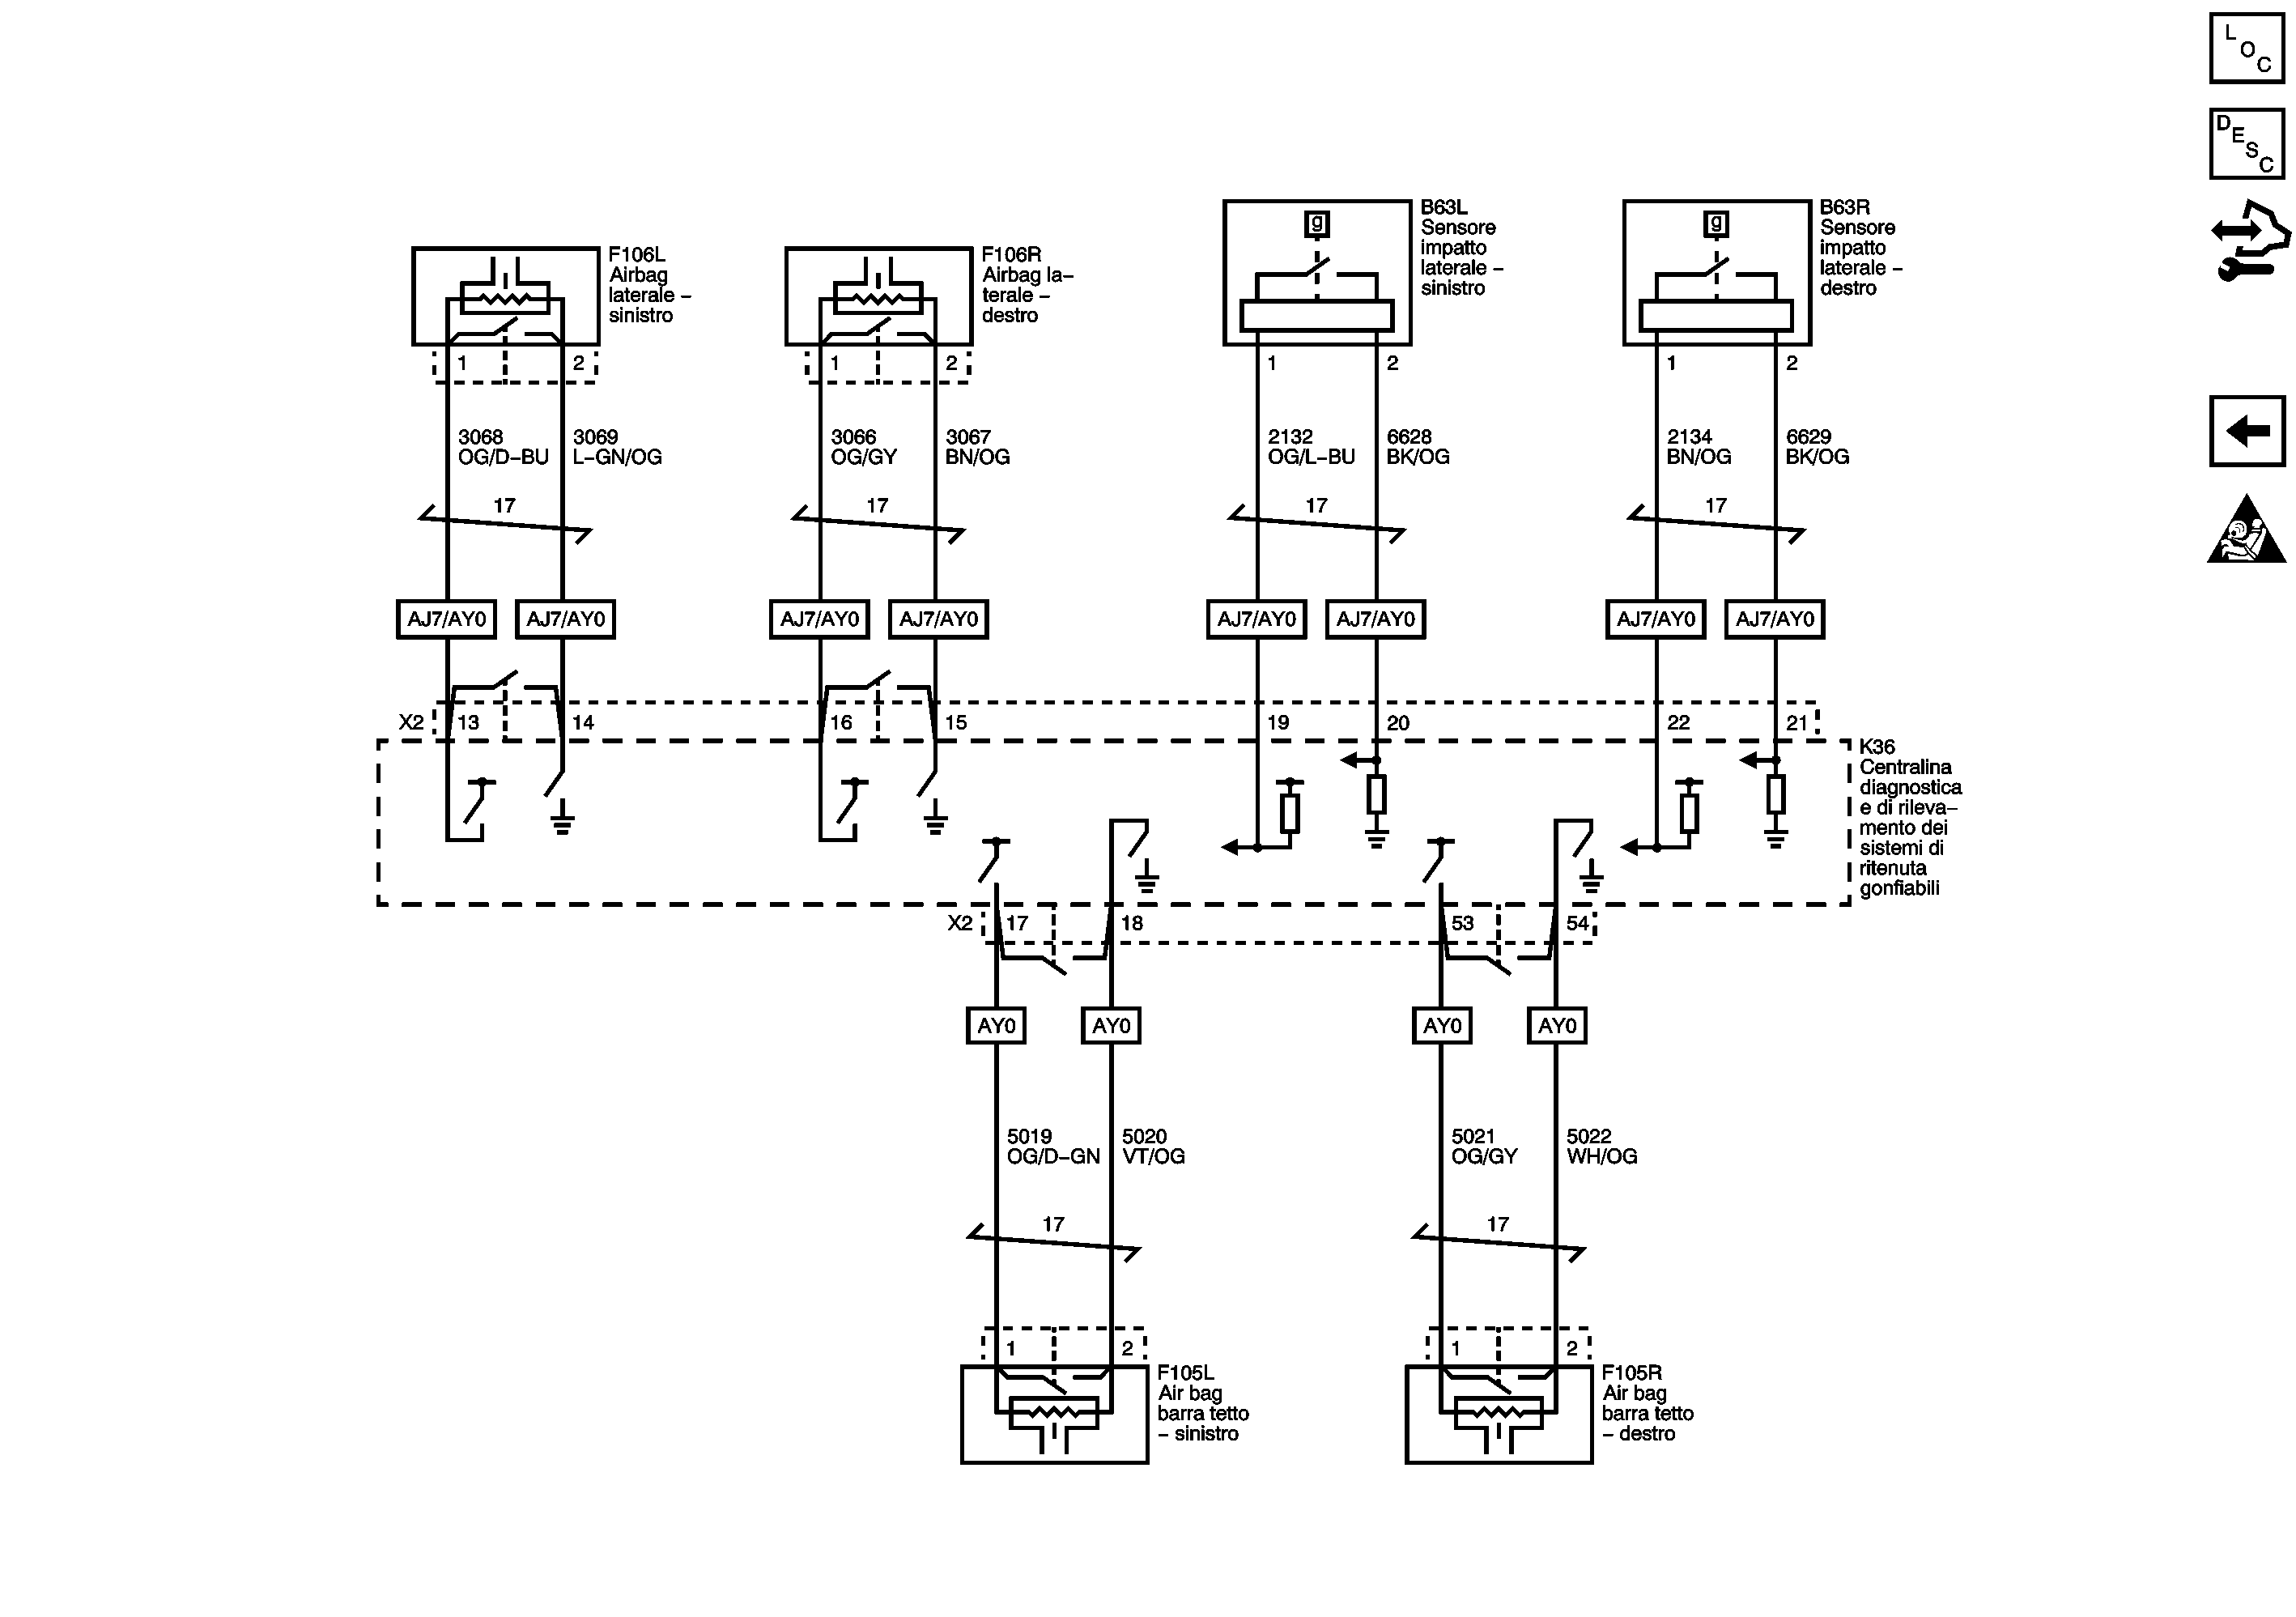 L
O
C
D
E
S
C
F106L
Airbag
laterale –
sinistro
F106R
Airbag la–
terale –
destro
g
B63L
Sensore
impatto
laterale –
sinistro
g
B63R
Sensore
impatto
laterale –
destro
1 2 1 2 1 2 1 2
3068 3069 3066 3067 2132 6628 2134 6629
OG/D–BU L–GN/OG OG/GY BN/OG OG/L–BU BK/OG BN/OG BK/OG
17 17 17 17
AJ7/AY0 AJ7/AY0 AJ7/AY0 AJ7/AY0 AJ7/AY0 AJ7/AY0 AJ7/AY0 AJ7/AY0
X2 13 14 16 15 19 20 22 21
K36
Centralina
diagnostica
e di rileva–
mento dei
sistemi di
ritenuta
gonfiabili
X2 17 18 53 54
AY0 AY0 AY0 AY0
5019 5020 5021 5022
OG/D–GN VT/OG OG/GY WH/OG
17 17
1 2 1 2
F105L
Air bag
barra tetto
– sinistro
F105R
Air bag
barra tetto
– destro